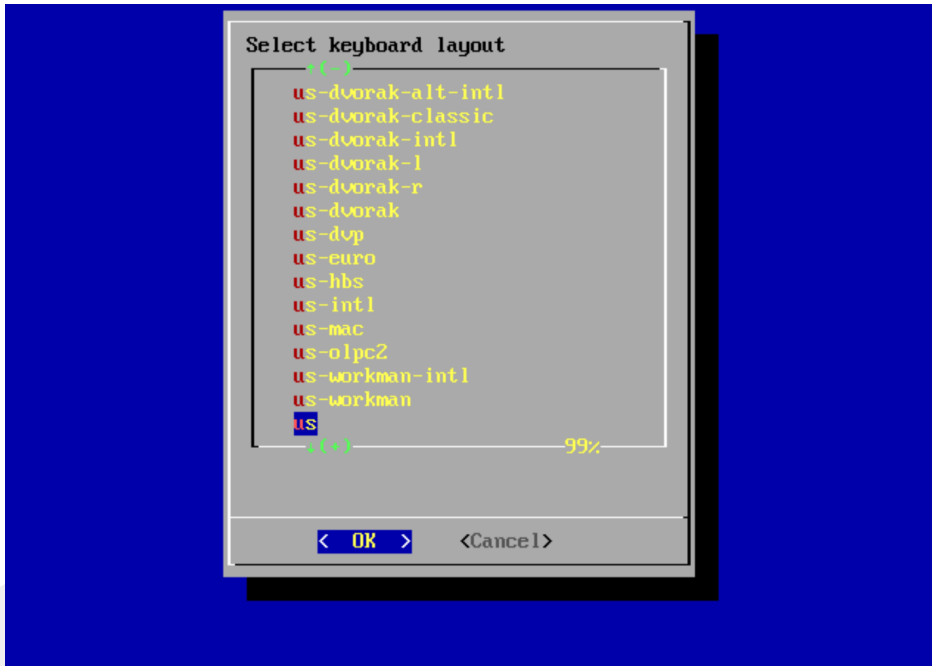 Select keyboard layout
↑(-)
us-dvorak-alt-intl
us-dvorak-classic
us-dvorak-intl
us-dvorak-l
us-dvorak-r
us-dvorak
us-dvp
us-euro
us-hbs
us-intl
us-mac
us-olpc2
us-workman-intl
us-workman
us
↓(+) 99%
< OK > <Cancel>